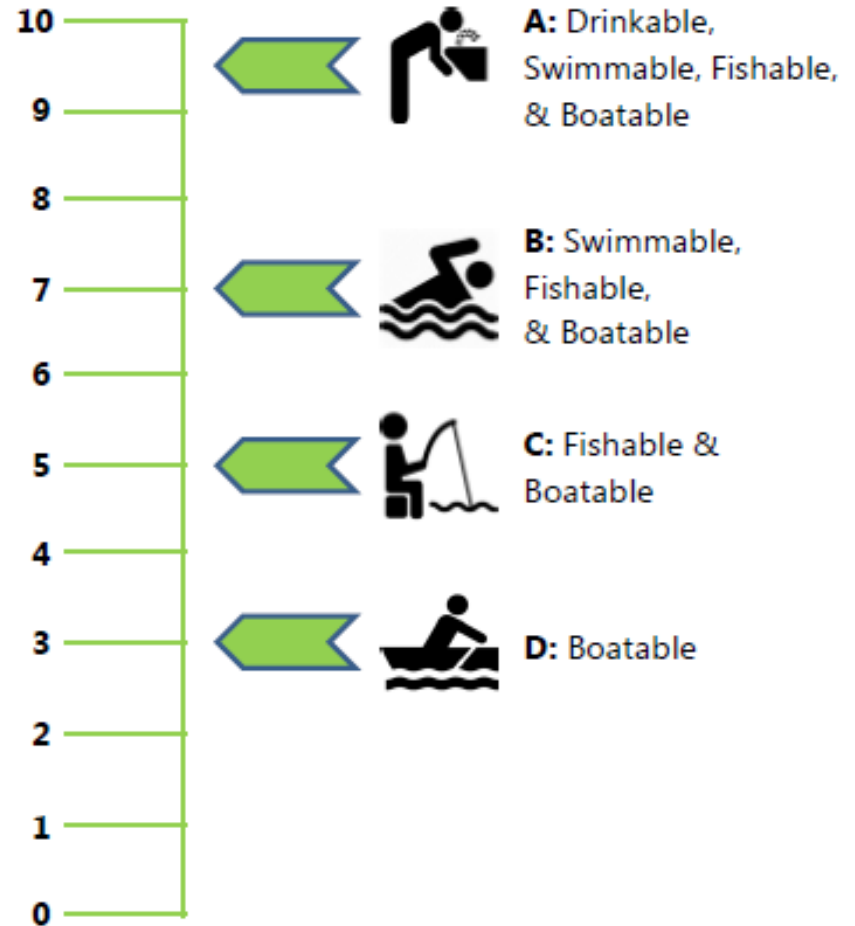 10
A: Drinkable,
Swimmable, Fishable,
& Boatable
9
8
B: Swimmable,
Fishable,
& Boatable
7
6
C: Fishable &
Boatable
5
4
D: Boatable
3
2
1
0